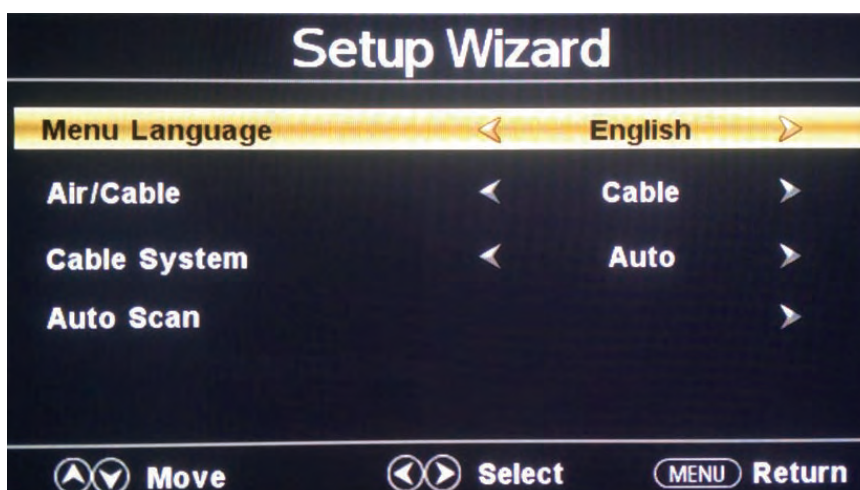 Setup Wizard
Menu Language English
Air/Cable Cable
Cable System Auto
Auto Scan
Move Select MENU Return